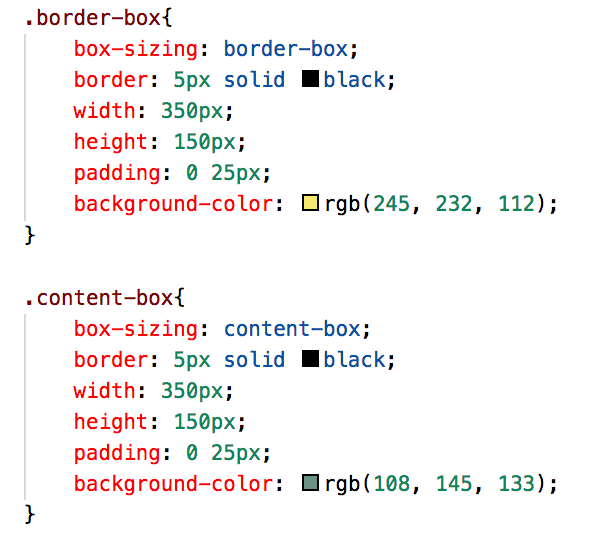 .border-box{
box-sizing: border-box;
border: 5px solid black;
width: 350px;
height: 150px;
padding: 0 25px;
background-color: rgb(245, 232, 112);
}
.content-box{
box-sizing: content-box;
border: 5px solid black;
width: 350px;
height: 150px;
padding: 0 25px;
background-color: rgb(108, 145, 133);
}